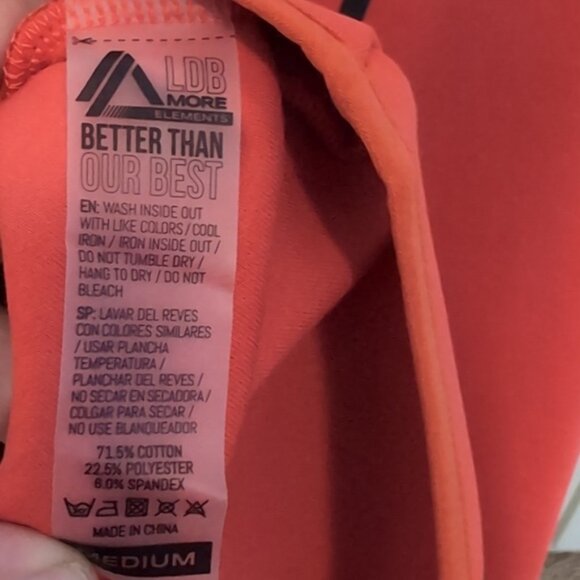 LDB
MORE
ELEMENTS
BETTER THAN
OUR BEST
EN: WASH INSIDE OUT
WITH LIKE COLORS/COOL
IRON / IRON INSIDE OUT /
DO NOT TUMBLE DRY /
HANG TO DRY / DO NOT
BLEACH
SP: LAVAR DEL REVES
CON COLORES SIMILARES
/ USAR PLANCHA
TEMPERATURA /
PLANCHAR DEL REVES /
NO SECAR EN SECADORA/
COLGAR PARA SECAR /
NO USE BLANQUEADOR
71.5% COTTON
22.5% POLYESTER
6.0% SPANDEX
MADE IN CHINA
MEDIUM